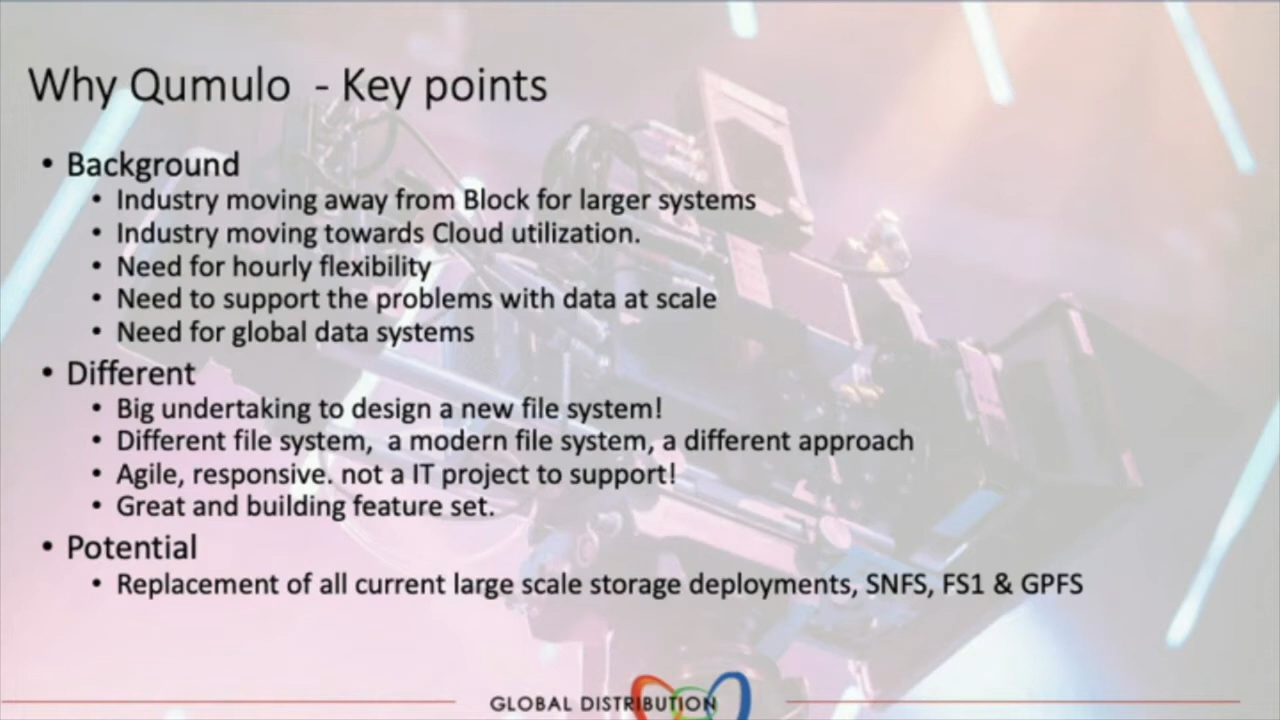 Why Qumulo - Key points
• Background
• Industry moving away from Block for larger systems
• Industry moving towards Cloud utilization.
• Need for hourly flexibility
• Need to support the problems with data at scale
• Need for global data systems
• Different
• Big undertaking to design a new file system!
• Different file system, a modern file system, a different approach
• Agile, responsive. not a IT project to support!
• Great and building feature set.
• Potential
• Replacement of all current large scale storage deployments, SNFS, FS1 & GPFS
GLOBAL DISTRIBUTION